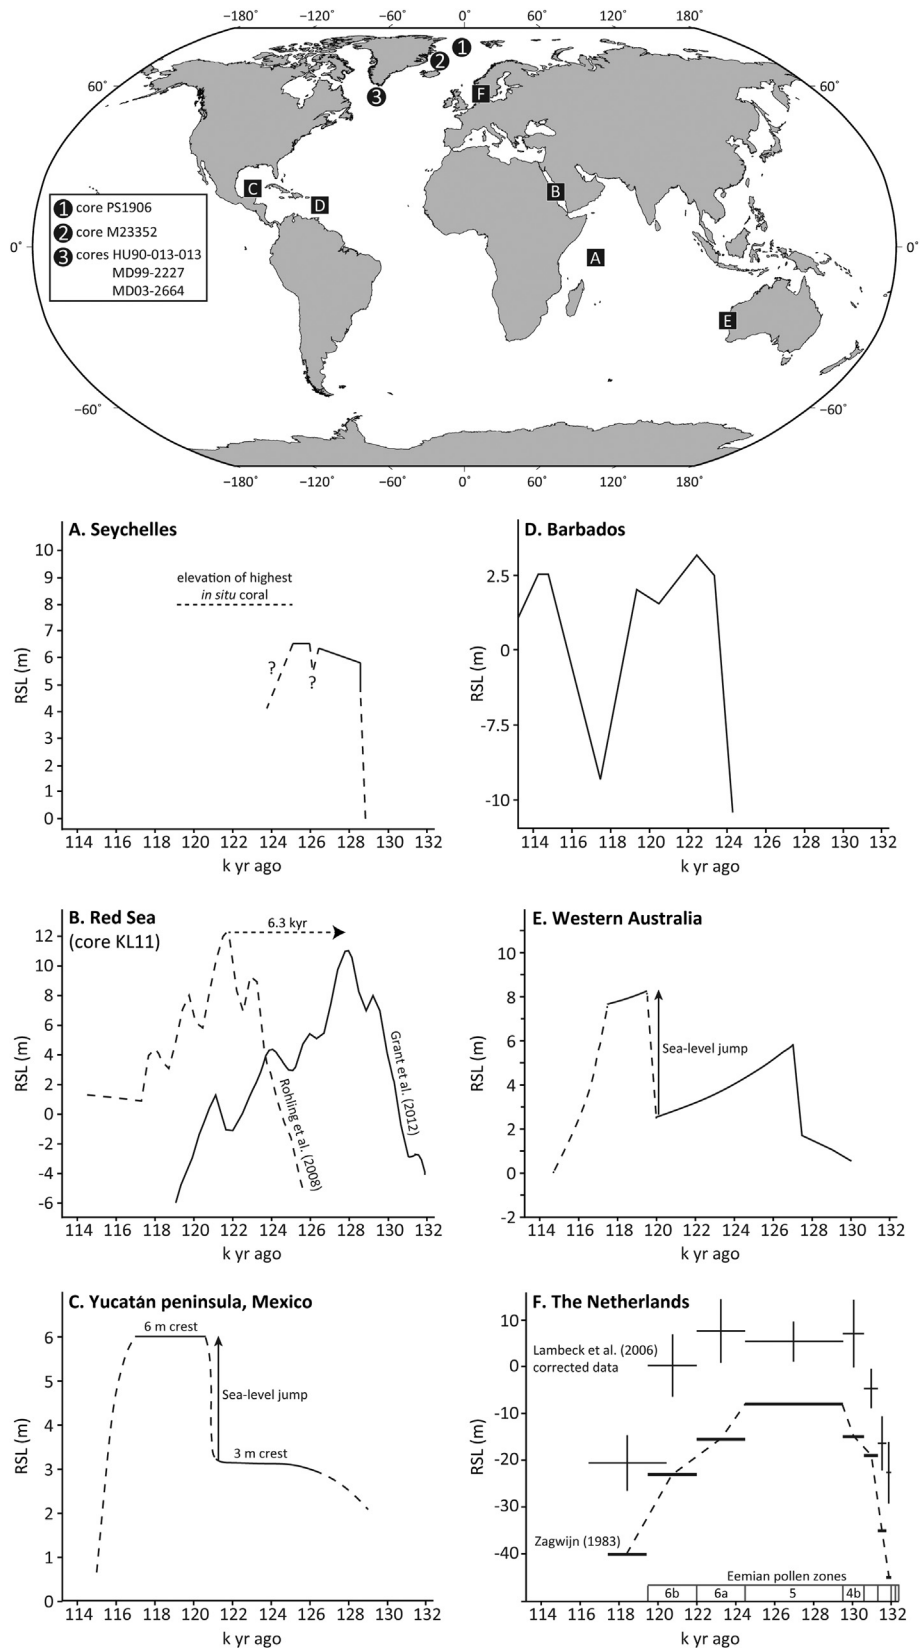 −180° −120° −60° 0° 60° 120° 180°
60° 60°
0° 0°
−60° −60°
−180° −120° −60° 0° 60° 120° 180°
1
2
3
F
C
D
B
A
E
1 core PS1906
2 core M23352
3 cores HU90-013-013
MD99-2227
MD03-2664
A. Seychelles
RSL (m)
10
9
8
7
6
5
4
3
2
1
0
elevation of highest
in situ coral
?
?
114 116 118 120 122 124 126 128 130 132
k yr ago
D. Barbados
RSL (m)
2.5
0
-7.5
-10
114 116 118 120 122 124 126 128 130 132
k yr ago
B. Red Sea
(core KL11)
RSL (m)
12
10
8
6
4
2
0
-2
-4
-6
6.3 kyr
Rohling et al. (2008)
Grant et al. (2012)
114 116 118 120 122 124 126 128 130 132
k yr ago
E. Western Australia
RSL (m)
10
8
6
4
2
0
-2
Sea-level jump
114 116 118 120 122 124 126 128 130 132
k yr ago
C. Yucatán peninsula, Mexico
RSL (m)
6
5
4
3
2
1
0
6 m crest
Sea-level jump
3 m crest
114 116 118 120 122 124 126 128 130 132
k yr ago
F. The Netherlands
RSL (m)
10
0
-10
-20
-30
-40
Lambeck et al. (2006)
corrected data
Zagwijn (1983)
Eemian pollen zones
6b 6a 5 4b
114 116 118 120 122 124 126 128 130 132
k yr ago